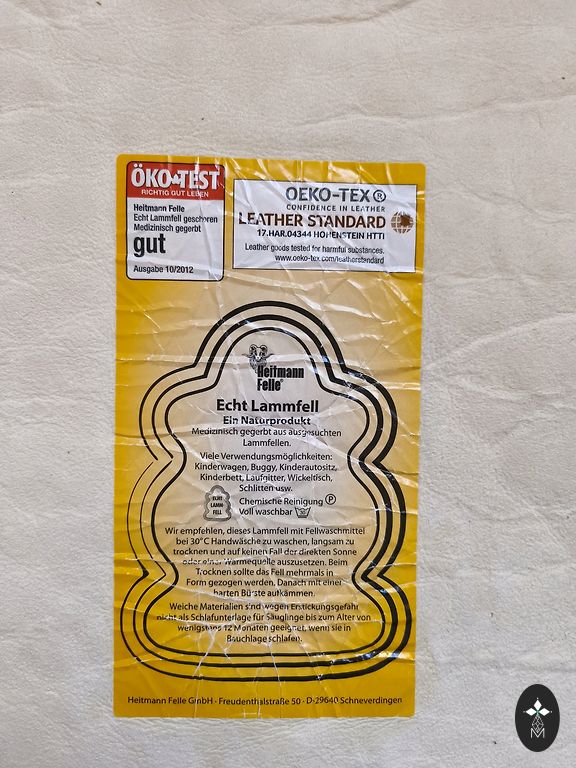 ÖKO-TEST
RICHTIG GUT LEBEN
Heitmann Felle
Echt Lammfell geschoren
Medizinisch gegerbt
gut
Ausgabe 10/2012
OEKO-TEX®
CONFIDENCE IN LEATHER
LEATHER STANDARD
17.HAR.04344 HOHENSTEIN HTTI
Leather goods tested for harmful substances.
www.oeko-tex.com/leatherstandard
Heitmann
Felle®
Echt Lammfell
Ein Naturprodukt
Medizinisch gegerbt aus ausgesuchten
Lammfellen.
Viele Verwendungsmöglichkeiten:
Kinderwagen, Buggy, Kinderautositz,
Kinderbett, Laufgitter, Wickeltisch,
Schlitten usw.
ECHT
LAMM-
FELL
Chemische Reinigung P
Voll waschbar
Wir empfehlen, dieses Lammfell mit Fellwaschmittel
bei 30°C Handwäsche zu waschen, langsam zu
trocknen und auf keinen Fall der direkten Sonne
oder einer Wärmequelle auszusetzen. Beim
Trocknen sollte das Fell mehrmals in
Form gezogen werden. Danach mit einer
harten Bürste aufkämmen.
Weiche Materialien sind wegen Erstickungsgefahr
nicht als Schlafunterlage für Säuglinge bis zum Alter von
wenigstens 12 Monaten geeignet, wenn sie in
Bauchlage schlafen.
Heitmann Felle GmbH · Freudenthalstraße 50 · D-29640 Schneverdingen
M